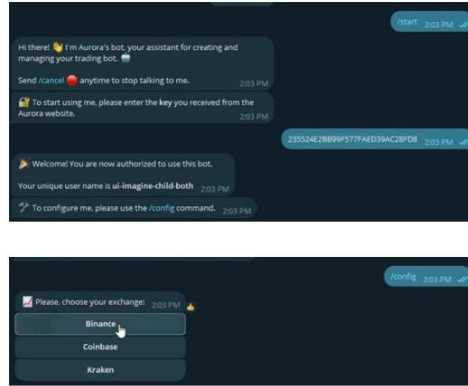 /start 2:03 PM
Hi there! 👋 I'm Aurora's bot, your assistant for creating and
managing your trading bot. 🤖
Send /cancel 🛑 anytime to stop talking to me. 2:03 PM
🔐 To start using me, please enter the key you received from the
Aurora website. 2:03 PM
235524E2BB99F577FAED39AC2BFD8 2:03 PM
🎉 Welcome! You are now authorized to use this bot.
Your unique user name is ui-imagine-child-both 2:03 PM
🛠 To configure me, please use the /config command. 2:03 PM
/config 2:03 PM
📈 Please, choose your exchange: 2:03 PM 👍
Binance
Coinbase
Kraken